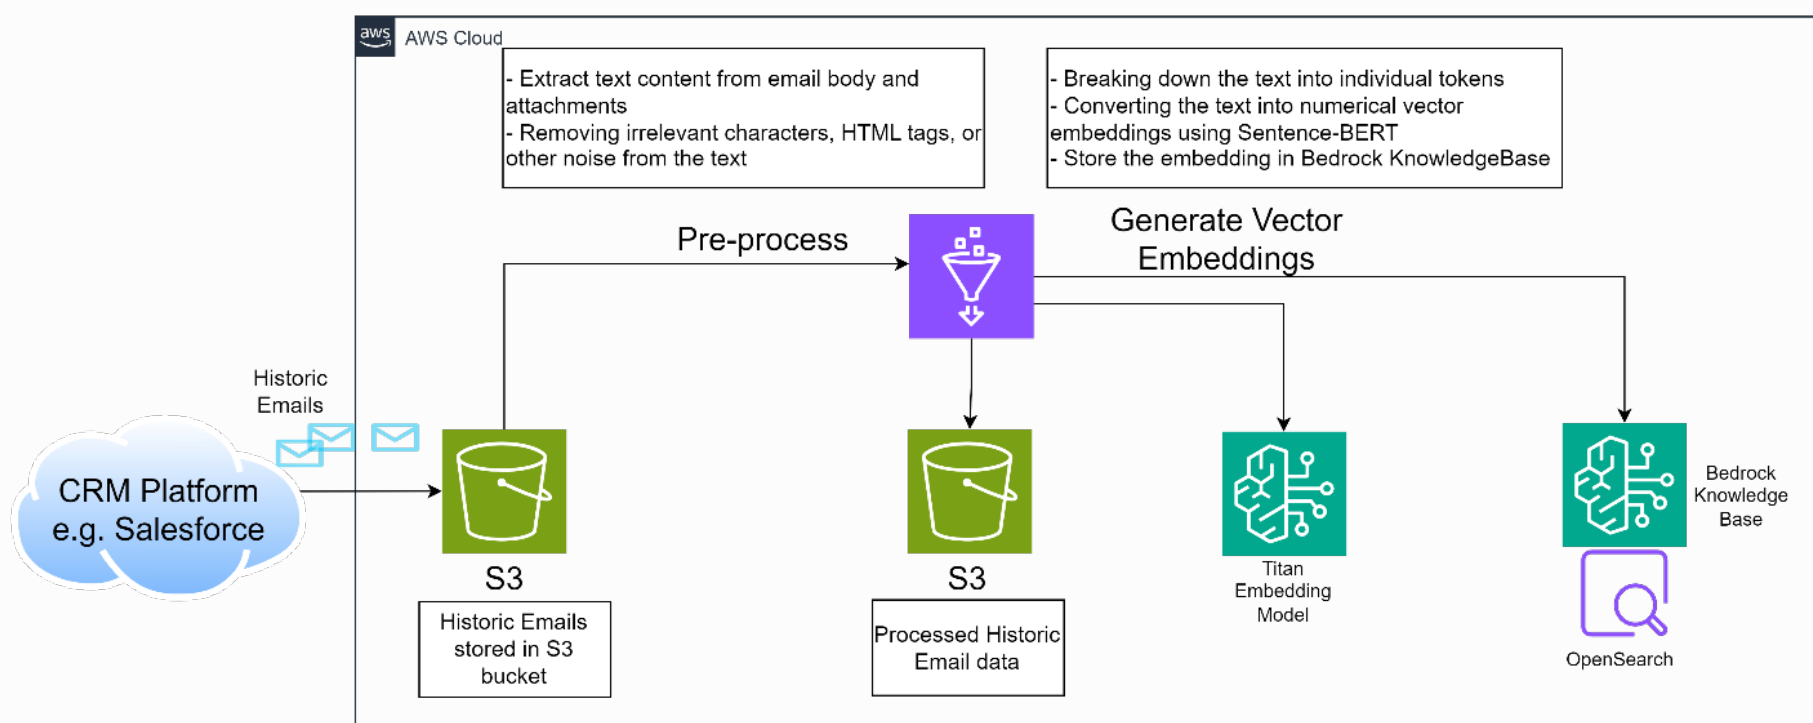 aws
AWS Cloud
- Extract text content from email body and
attachments
- Removing irrelevant characters, HTML tags, or
other noise from the text
- Breaking down the text into individual tokens
- Converting the text into numerical vector
embeddings using Sentence-BERT
- Store the embedding in Bedrock KnowledgeBase
Pre-process
Generate Vector
Embeddings
Historic
Emails
CRM Platform
e.g. Salesforce
S3
Historic Emails
stored in S3
bucket
S3
Processed Historic
Email data
Titan
Embedding
Model
Bedrock
Knowledge
Base
OpenSearch